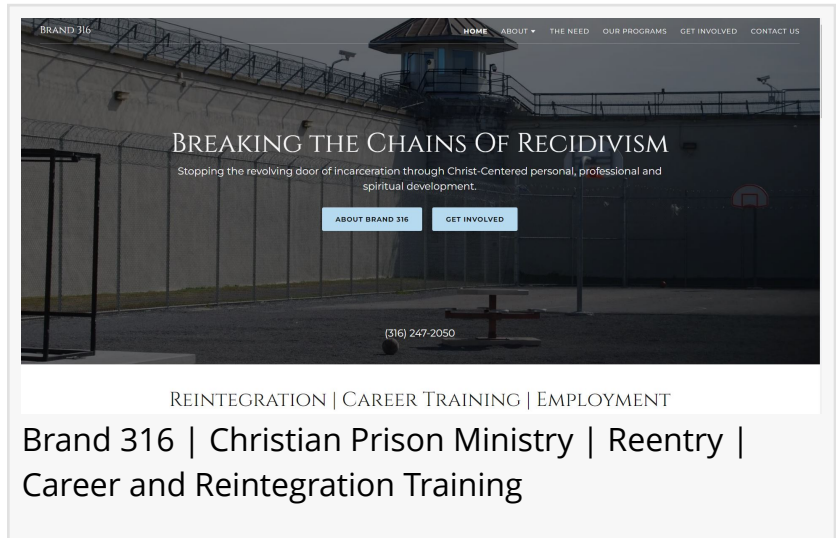 BRAND 316
HOME ABOUT ▾ THE NEED OUR PROGRAMS GET INVOLVED CONTACT US
BREAKING THE CHAINS OF RECIDIVISM
Stopping the revolving door of incarceration through Christ-Centered personal, professional and
spiritual development.
ABOUT BRAND 316 GET INVOLVED
(316) 247-2050
REINTEGRATION | CAREER TRAINING | EMPLOYMENT
Brand 316 | Christian Prison Ministry | Reentry |
Career and Reintegration Training